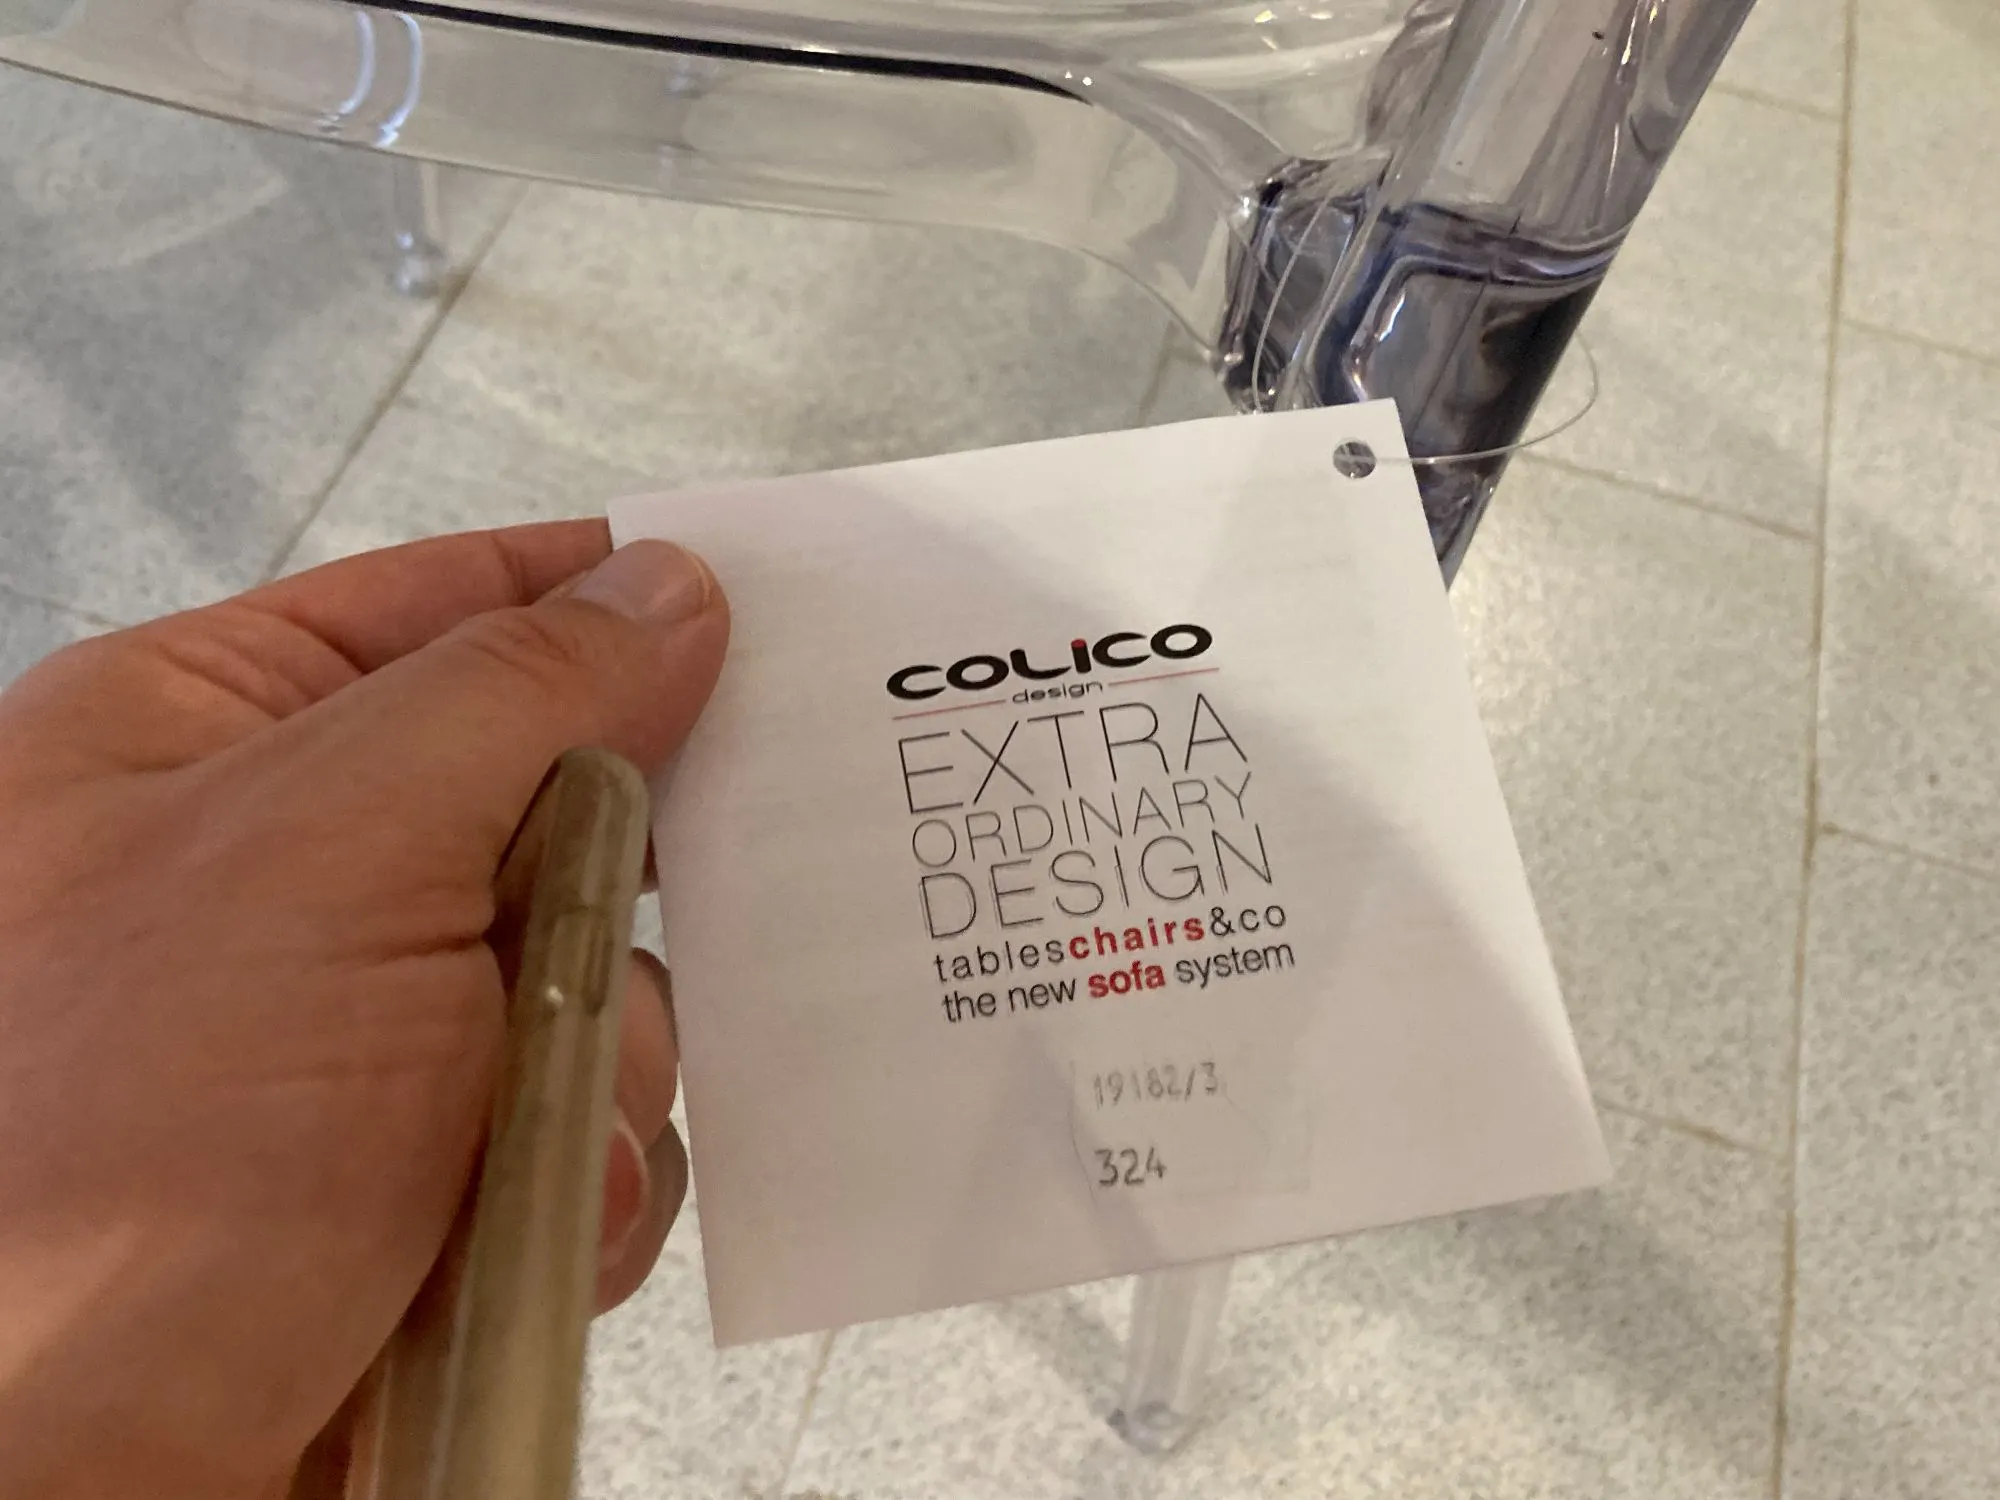 COLiCO
design
EXTRA
ORDINARY
DESIGN
tableschairs&co
the new sofa system
19182/3
324